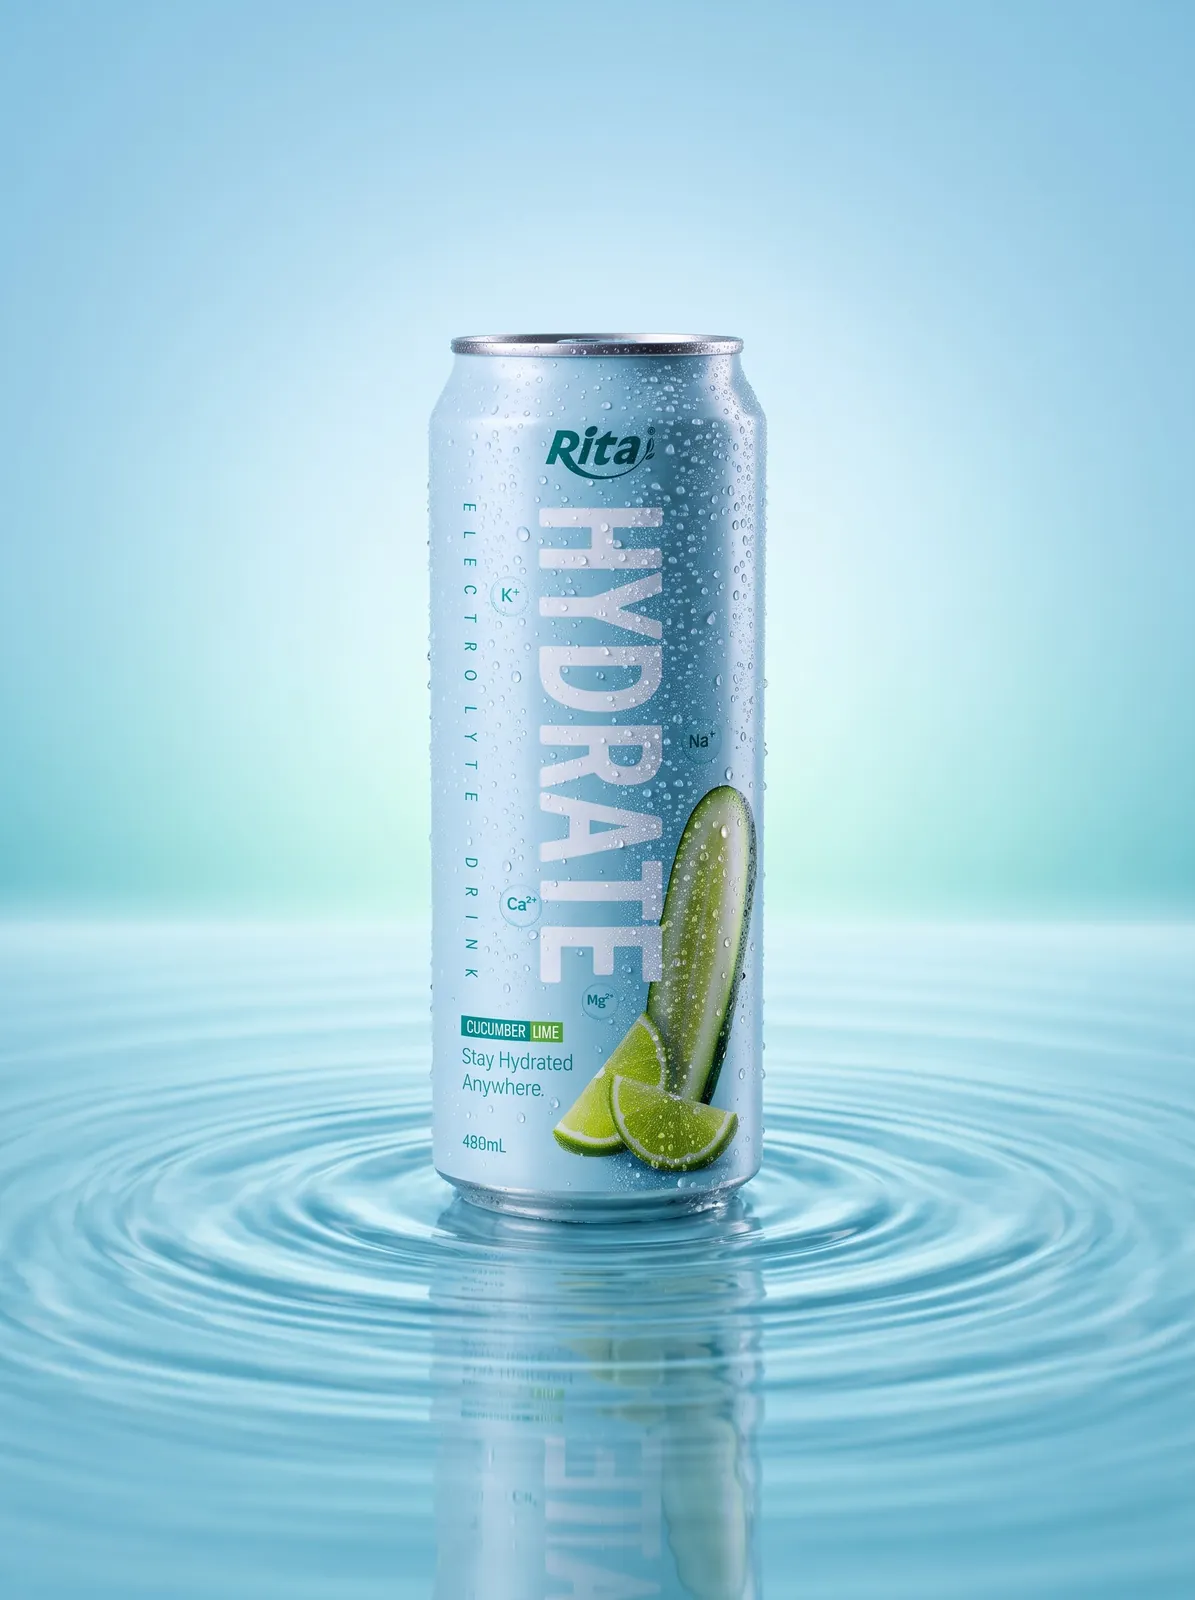 Rita®
HYDRATE
ELECTROLYTE DRINK
K⁺
Na⁺
Ca²⁺
Mg²⁺
CUCUMBER LIME
Stay Hydrated
Anywhere.
480mL